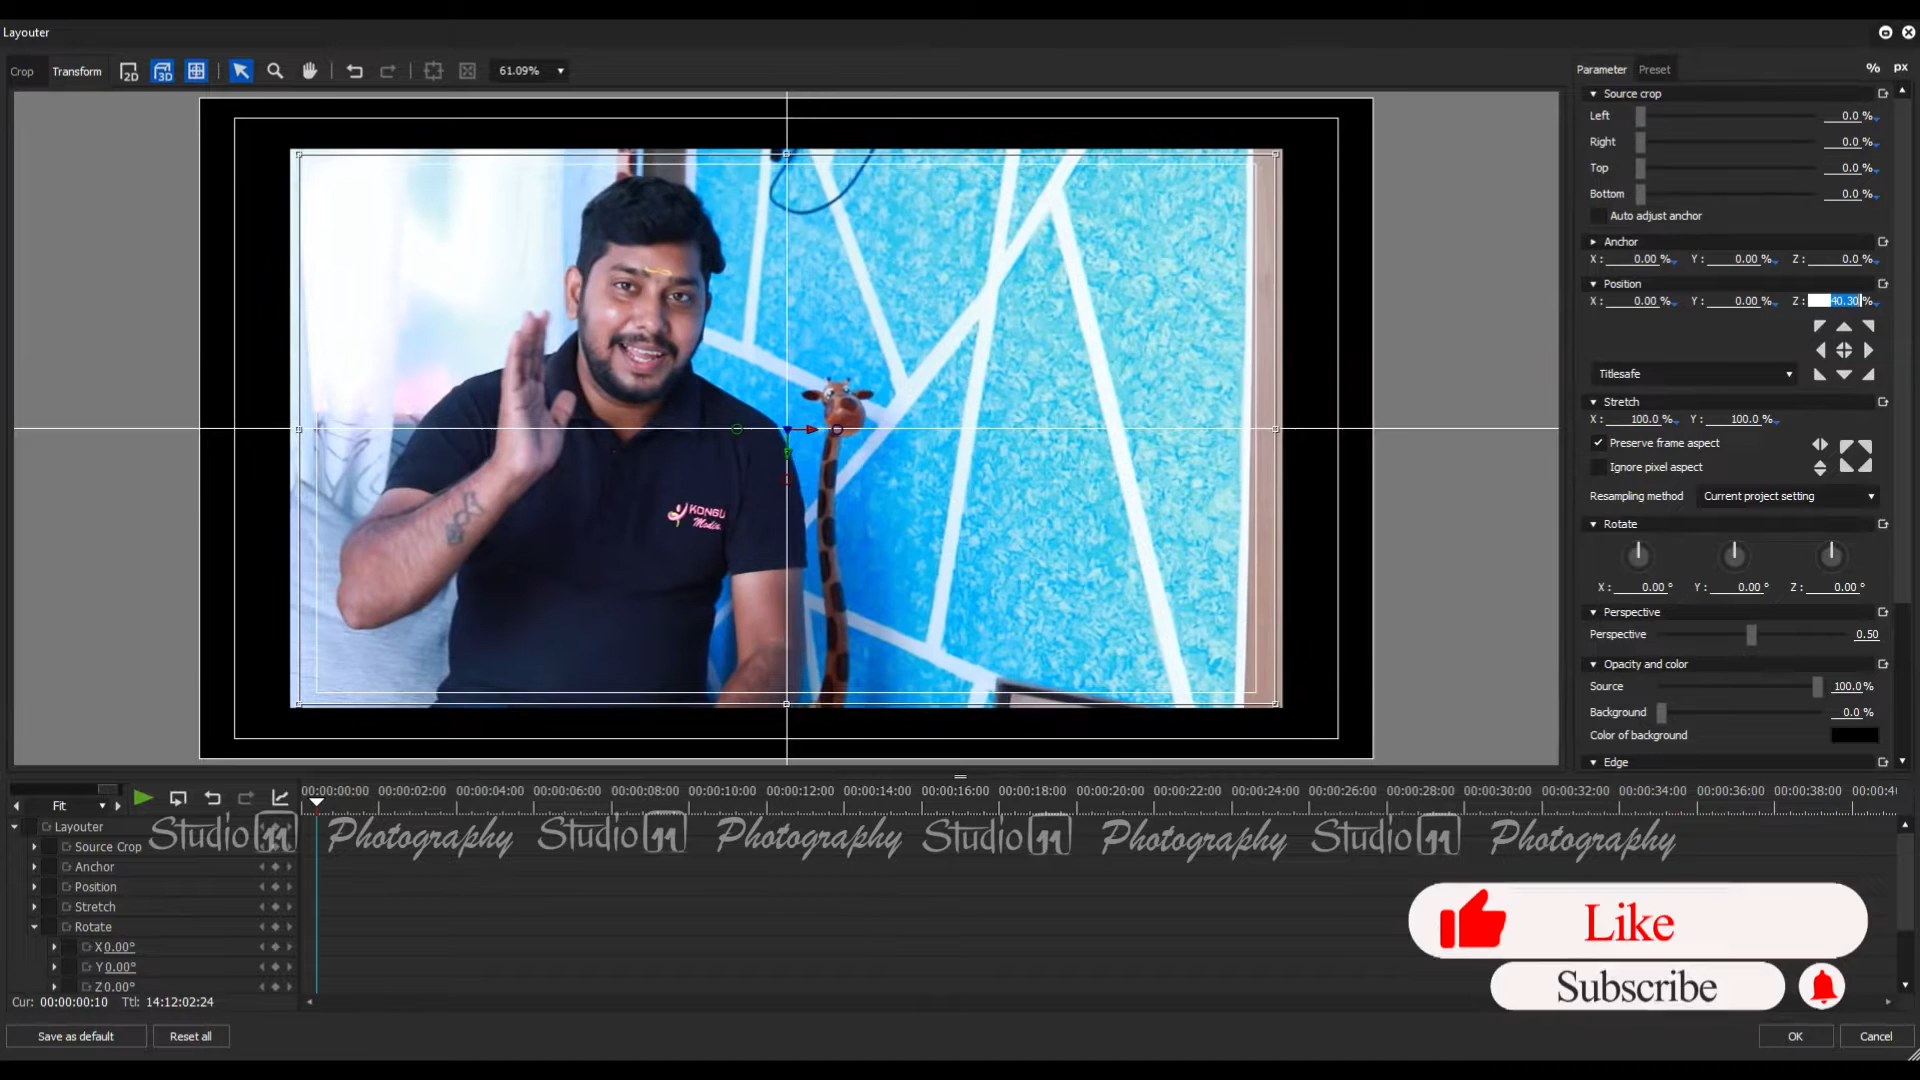 Layouter
Crop Transform 2D 3D 61.09% Parameter Preset % px
Source crop
Left 0.0 %
Right 0.0 %
Top 0.0 %
Bottom 0.0 %
Auto adjust anchor
Anchor
X : 0.00 % Y : 0.00 % Z : 0.0 %
Position
X : 0.00 % Y : 0.00 % Z : 40.30 %
Titlesafe
Stretch
X : 100.0 % Y : 100.0 %
Preserve frame aspect
Ignore pixel aspect
Resampling method Current project setting
Rotate
X : 0.00 ° Y : 0.00 ° Z : 0.00 °
Perspective
Perspective 0.50
Opacity and color
Source 100.0 %
Background 0.0 %
Color of background
Edge
KONGU
Media
Fit
00:00:00:00 00:00:02:00 00:00:04:00 00:00:06:00 00:00:08:00 00:00:10:00 00:00:12:00 00:00:14:00 00:00:16:00 00:00:18:00 00:00:20:00 00:00:22:00 00:00:24:00 00:00:26:00 00:00:28:00 00:00:30:00 00:00:32:00 00:00:34:00 00:00:36:00 00:00:38:00
Layouter
Source Crop
Anchor
Position
Stretch
Rotate
X 0.00°
Y 0.00°
Z 0.00°
Studio 11 Photography Studio 11 Photography Studio 11 Photography Studio 11 Photography
Like
Subscribe
Cur: 00:00:00:10 Ttl: 14:12:02:24
Save as default Reset all OK Cancel